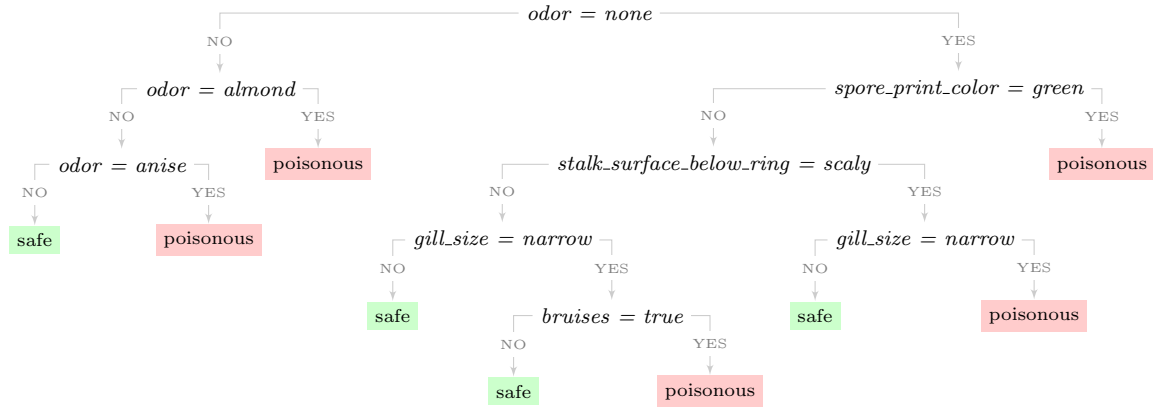 odor = none
NO
YES
odor = almond
spore_print_color = green
NO
YES
NO
YES
odor = anise
poisonous
stalk_surface_below_ring = scaly
poisonous
NO
YES
NO
YES
safe
poisonous
gill_size = narrow
gill_size = narrow
NO
YES
NO
YES
safe
bruises = true
safe
poisonous
NO
YES
safe
poisonous